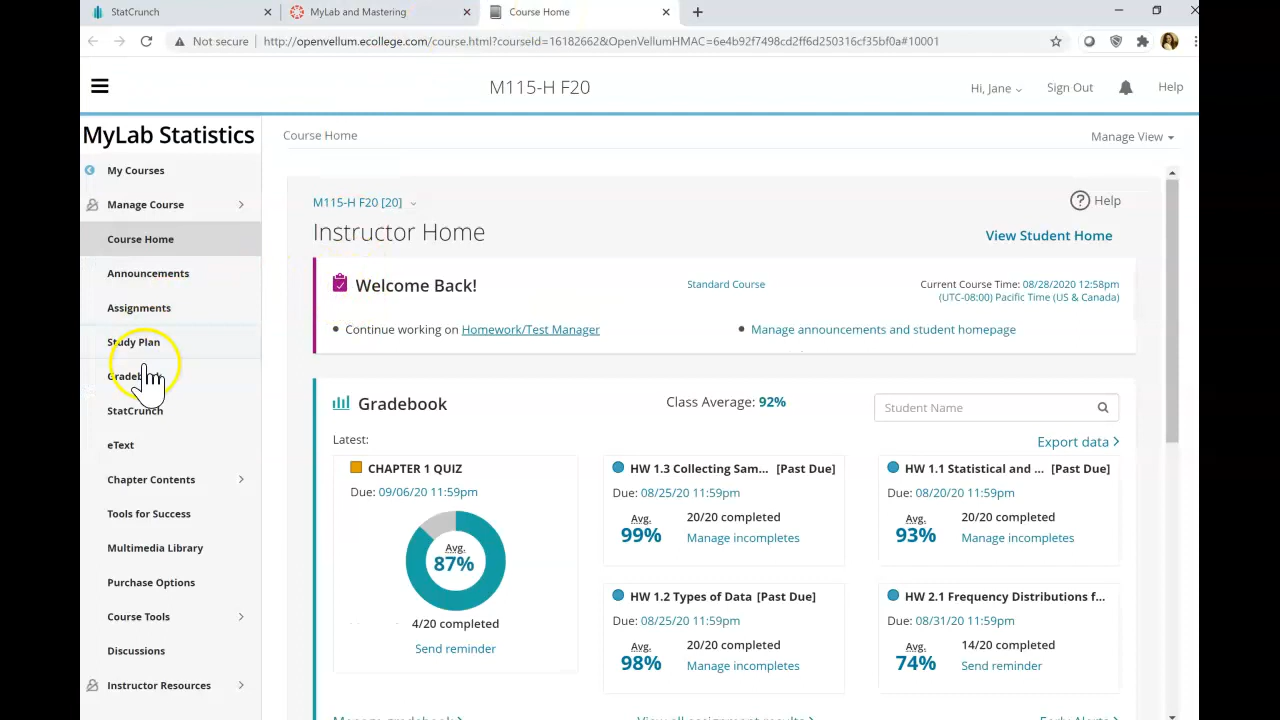 StatCrunch
MyLab and Mastering
Course Home
Not secure
http://openvellum.ecollege.com/course.html?courseId=16182662&OpenVellumHMAC=6e4b92f7498cd2ff6d250316cf35bf0a#10001
M115-H F20
Hi, Jane
Sign Out
Help
MyLab Statistics
My Courses
Manage Course
Course Home
Announcements
Assignments
Study Plan
StatCrunch
eText
Chapter Contents
Tools for Success
Multimedia Library
Purchase Options
Course Tools
Discussions
Instructor Resources
Course Home
Manage View
M115-H F20 [20]
Help
Instructor Home
View Student Home
Welcome Back!
Standard Course
Current Course Time: 08/28/2020 12:58pm
(UTC-08:00) Pacific Time (US & Canada)
• Continue working on Homework/Test Manager
• Manage announcements and student homepage
Gradebook
Class Average: 92%
Student Name
Latest:
Export data
CHAPTER 1 QUIZ
Due: 09/06/20 11:59pm
Avg.
87%
4/20 completed
Send reminder
HW 1.3 Collecting Sam... [Past Due]
Due: 08/25/20 11:59pm
Avg.
99%
20/20 completed
Manage incompletes
HW 1.1 Statistical and ... [Past Due]
Due: 08/20/20 11:59pm
Avg.
93%
20/20 completed
Manage incompletes
HW 1.2 Types of Data [Past Due]
Due: 08/25/20 11:59pm
Avg.
98%
20/20 completed
Manage incompletes
HW 2.1 Frequency Distributions f...
Due: 08/31/20 11:59pm
Avg.
74%
14/20 completed
Send reminder
Manage gradebook
View all assignment results
Early Alerts